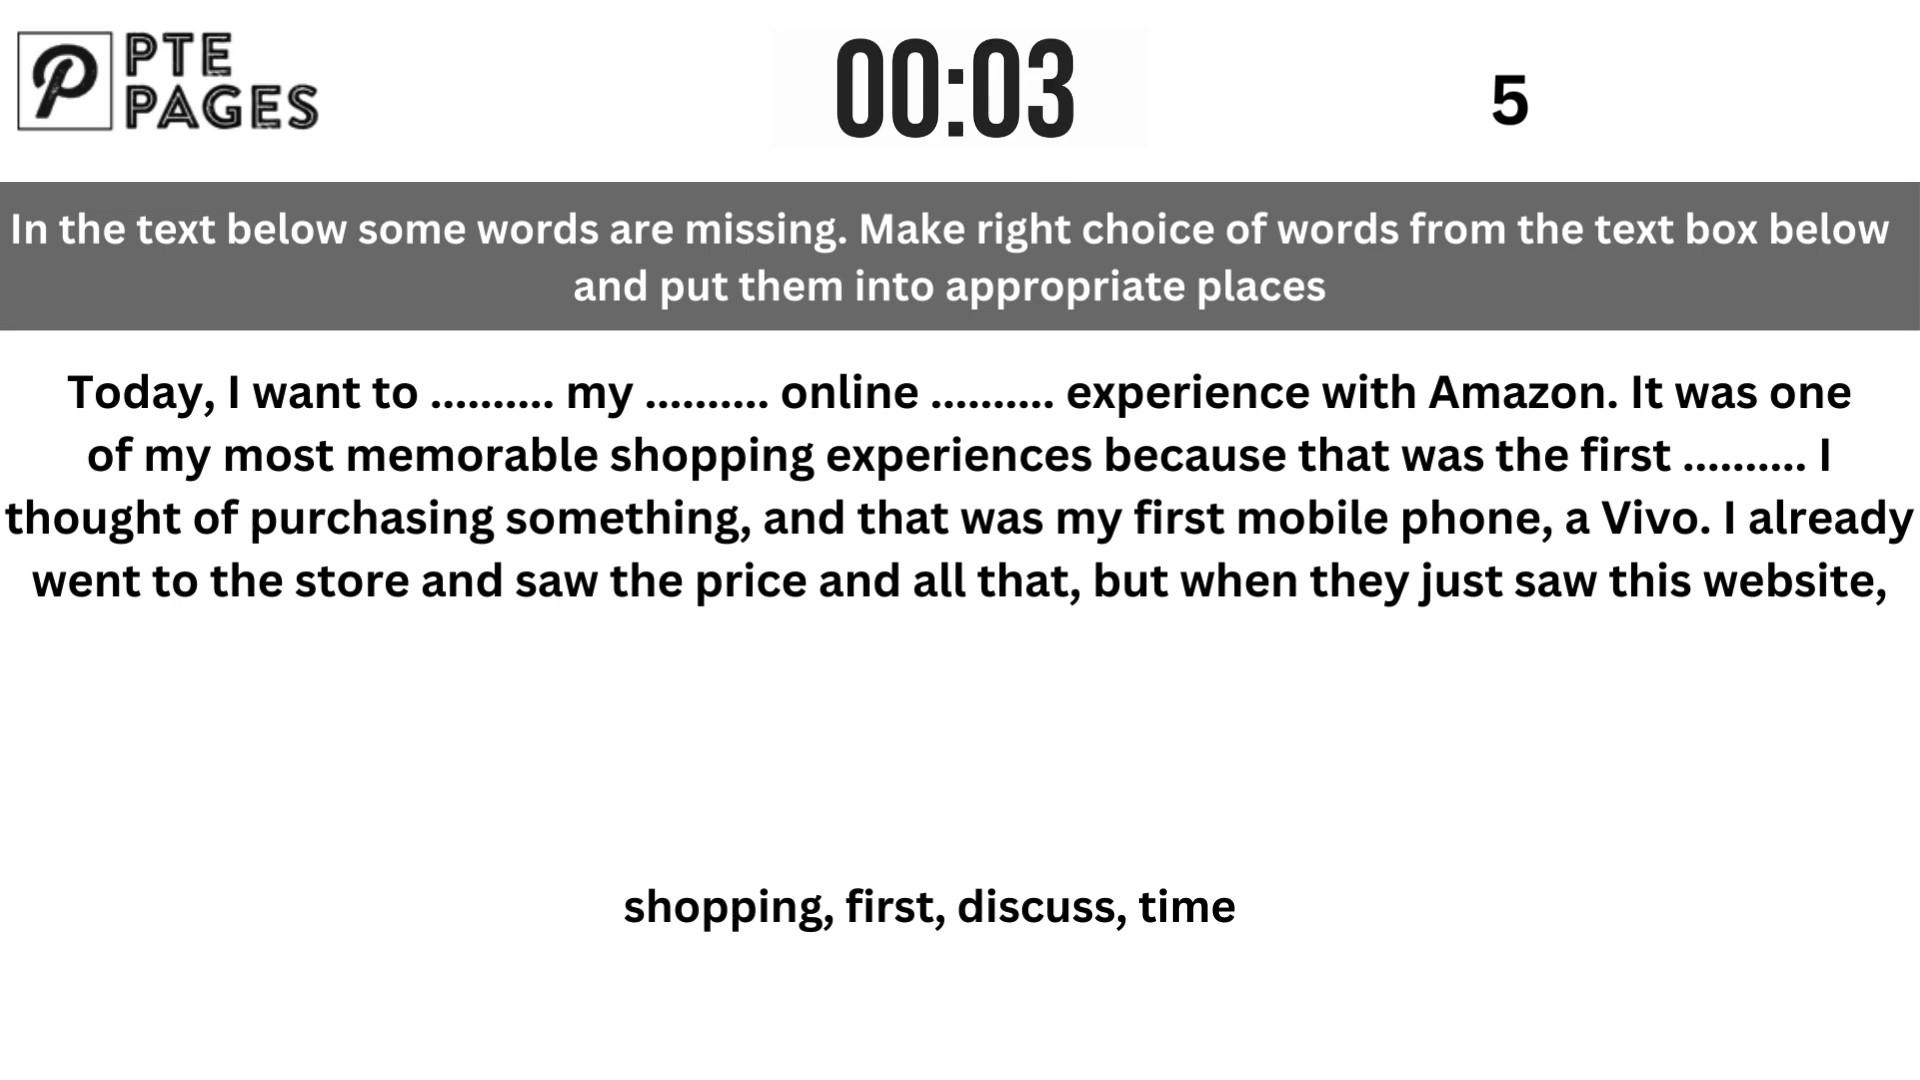 PTE
PAGES
00:03
5
In the text below some words are missing. Make right choice of words from the text box below
and put them into appropriate places
Today, I want to .......... my .......... online .......... experience with Amazon. It was one
of my most memorable shopping experiences because that was the first .......... I
thought of purchasing something, and that was my first mobile phone, a Vivo. I already
went to the store and saw the price and all that, but when they just saw this website,
shopping, first, discuss, time